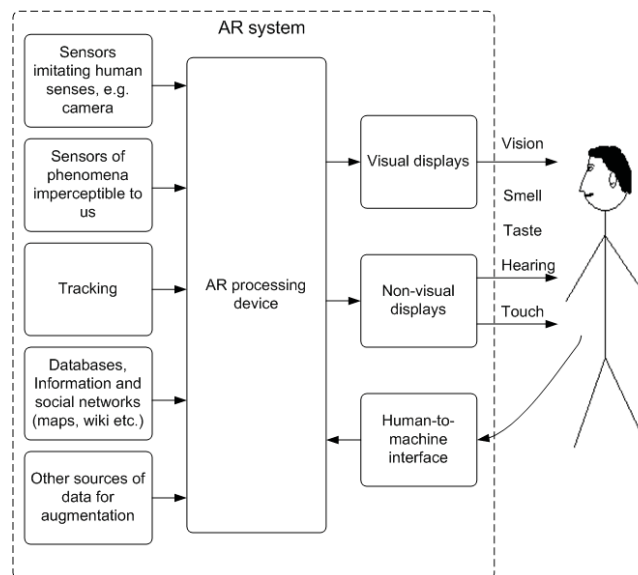 AR system
Sensors
imitating human
senses, e.g.
camera
Sensors of
phenomena
imperceptible to
us
Tracking
Databases,
Information and
social networks
(maps, wiki etc.)
Other sources of
data for
augmentation
AR processing
device
Visual displays
Non-visual
displays
Human-to-
machine
interface
Vision
Smell
Taste
Hearing
Touch